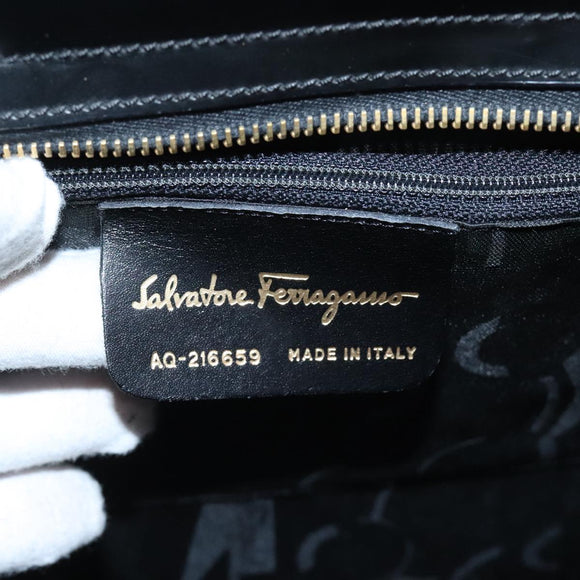 Salvatore Ferragamo
AQ-216659 MADE IN ITALY